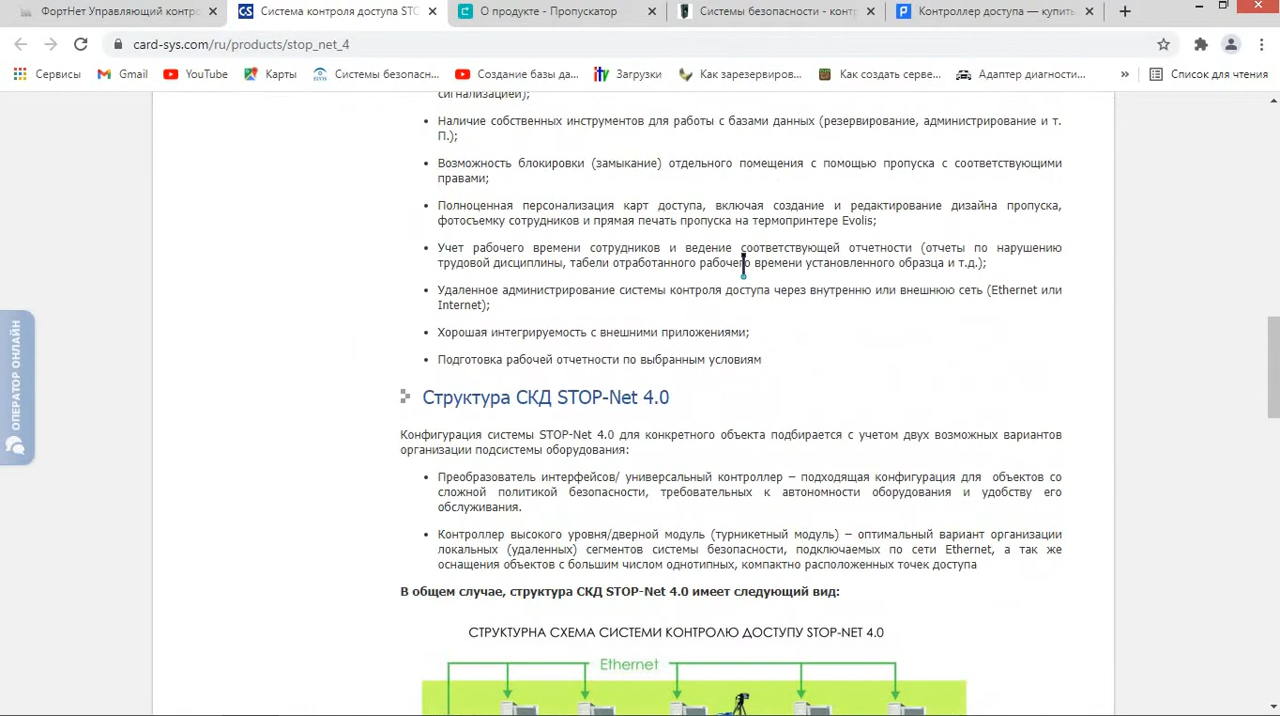 ФортНет Управляющий контро
Система контроля доступа STO
О продукте - Пропускатор
Системы безопасности - контр
Контроллер доступа — купить
card-sys.com/ru/products/stop_net_4
Сервисы
Gmail
YouTube
Карты
Системы безопасн...
Создание базы да...
Загрузки
Как зарезервиров...
Как создать серве...
Адаптер диагности...
»
Список для чтения
сигнализацией);
• Наличие собственных инструментов для работы с базами данных (резервирование, администрирование и т.
П.);
• Возможность блокировки (замыкание) отдельного помещения с помощью пропуска с соответствующими
правами;
• Полноценная персонализация карт доступа, включая создание и редактирование дизайна пропуска,
фотосъемку сотрудников и прямая печать пропуска на термопринтере Evolis;
• Учет рабочего времени сотрудников и ведение соответствующей отчетности (отчеты по нарушению
трудовой дисциплины, табели отработанного рабочего времени установленного образца и т.д.);
• Удаленное администрирование системы контроля доступа через внутренню или внешнюю сеть (Ethernet или
Internet);
• Хорошая интегрируемость с внешними приложениями;
• Подготовка рабочей отчетности по выбранным условиям
ОПЕРАТОР ОНЛАЙН
Структура СКД STOP-Net 4.0
Конфигурация системы STOP-Net 4.0 для конкретного объекта подбирается с учетом двух возможных вариантов
организации подсистемы оборудования:
• Преобразователь интерфейсов/ универсальный контроллер – подходящая конфигурация для объектов со
сложной политикой безопасности, требовательных к автономности оборудования и удобству его
обслуживания.
• Контроллер высокого уровня/дверной модуль (турникетный модуль) – оптимальный вариант организации
локальных (удаленных) сегментов системы безопасности, подключаемых по сети Ethernet, а так же
оснащения объектов с большим числом однотипных, компактно расположенных точек доступа
В общем случае, структура СКД STOP-Net 4.0 имеет следующий вид:
СТРУКТУРНА СХЕМА СИСТЕМИ КОНТРОЛЮ ДОСТУПУ STOP-NET 4.0
Ethernet